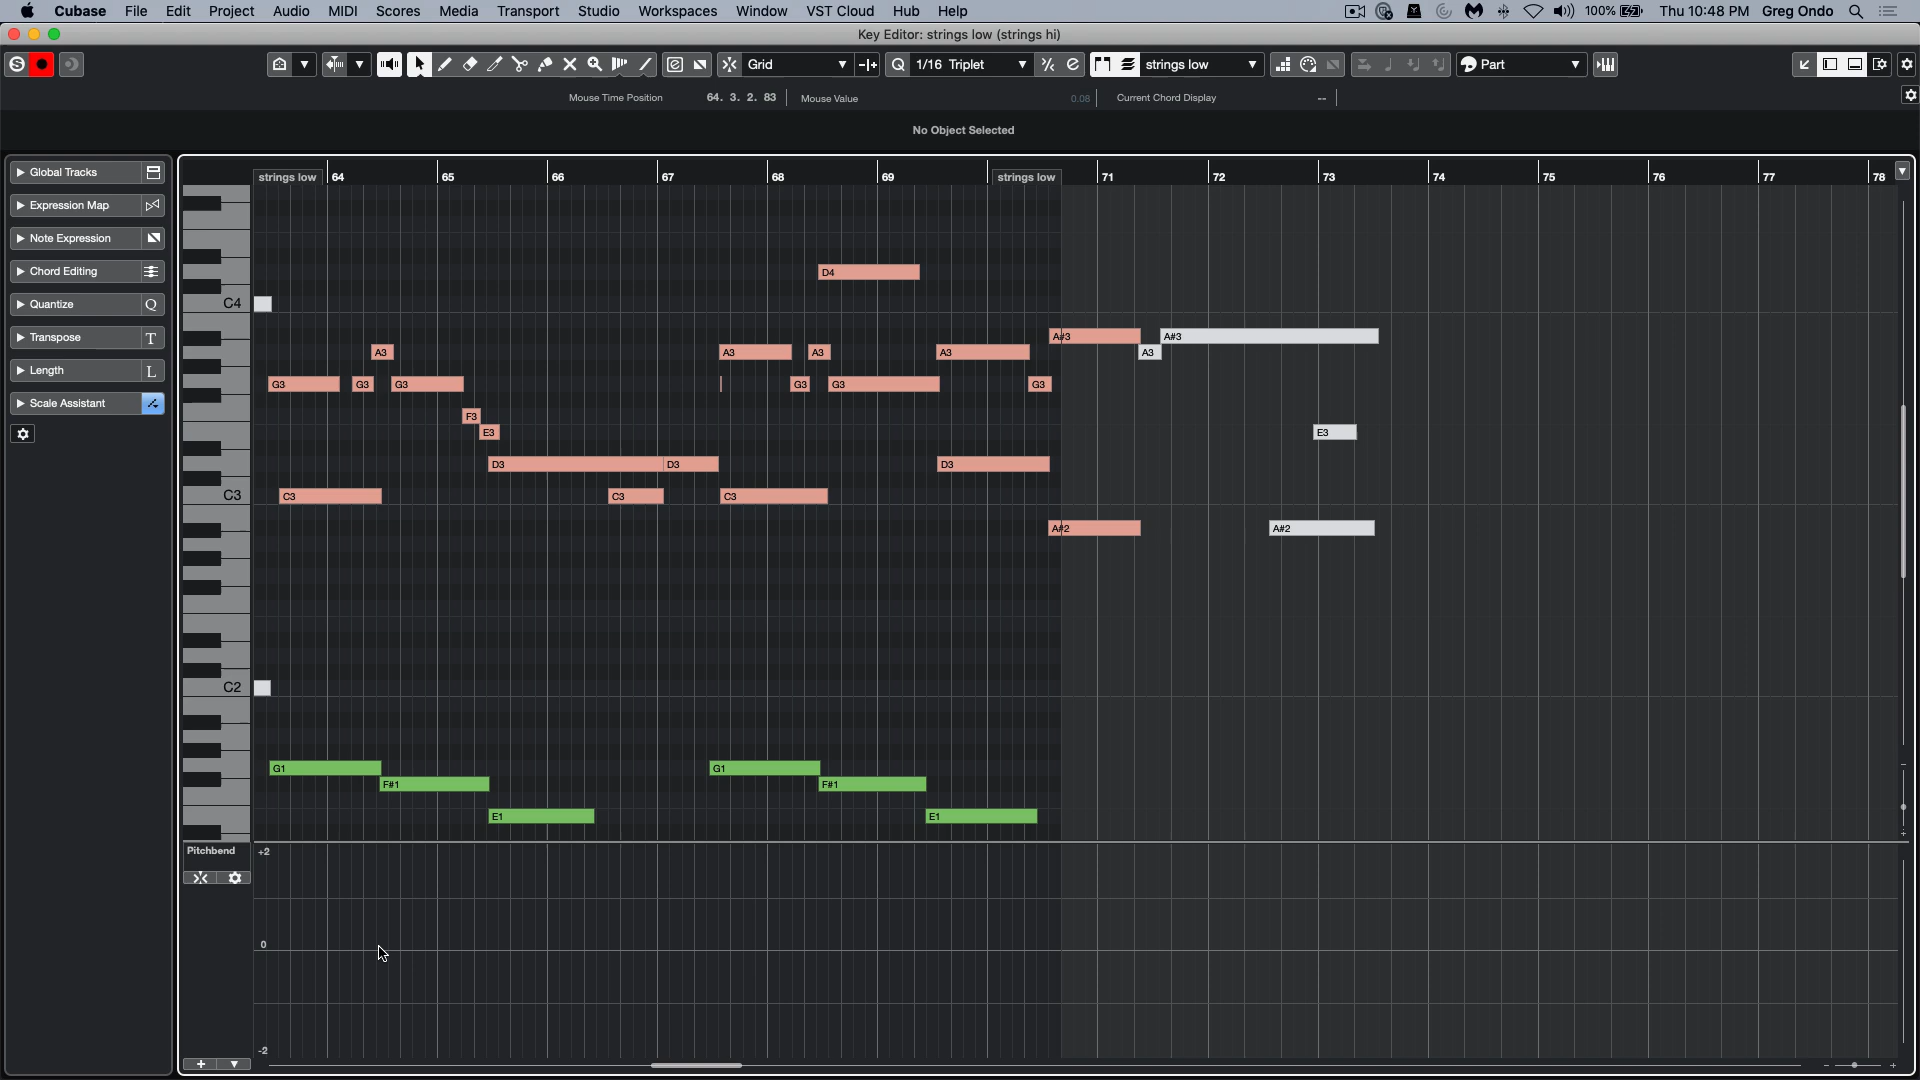 Cubase File Edit Project Audio MIDI Scores Media Transport Studio Workspaces Window VST Cloud Hub Help 100% Thu 10:48 PM Greg Ondo
Key Editor: strings low (strings hi)
Grid 1/16 Triplet strings low Part
Mouse Time Position 64. 3. 2. 83 Mouse Value 0.08 Current Chord Display --
No Object Selected
Global Tracks
Expression Map
Note Expression
Chord Editing
Quantize Q
Transpose T
Length L
Scale Assistant
strings low 64 65 66 67 68 69 strings low 71 72 73 74 75 76 77 78
D4
C4
A#3 A#3
A3 A3 A3 A3 A3
G3 G3 G3 G3 G3 G3
F3
E3 E3
D3 D3 D3
C3 C3 C3 C3
A#2 A#2
C2
G1 G1
F#1 F#1
E1 E1
Pitchbend +2
0
-2